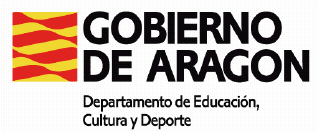 GOBIERNO
DE ARAGON
Departamento de Educación,
Cultura y Deporte